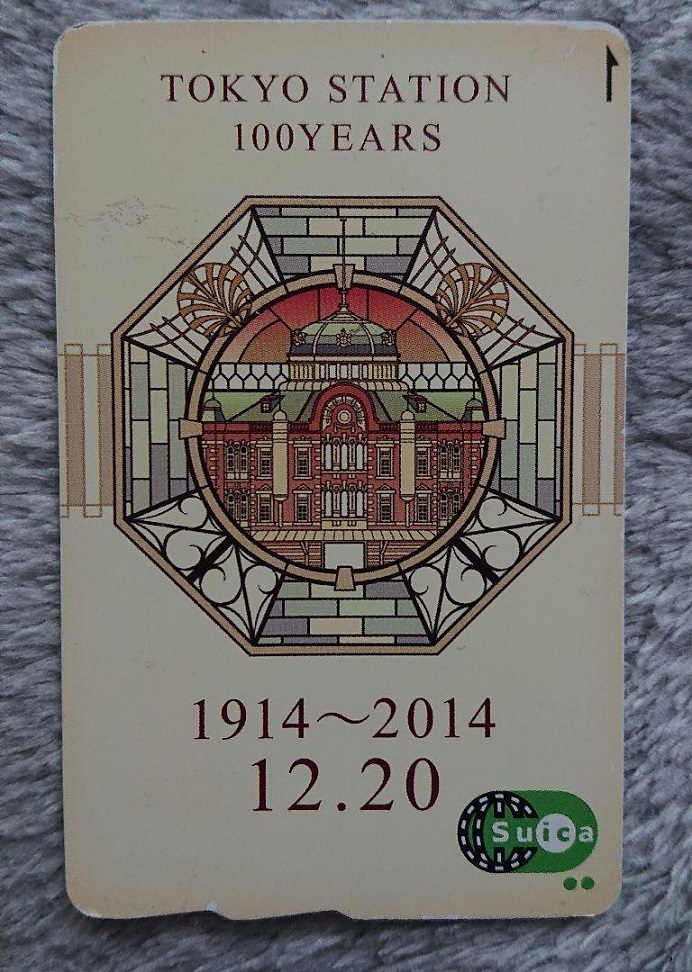 TOKYO STATION
100YEARS
1914～2014
12.20
Suica